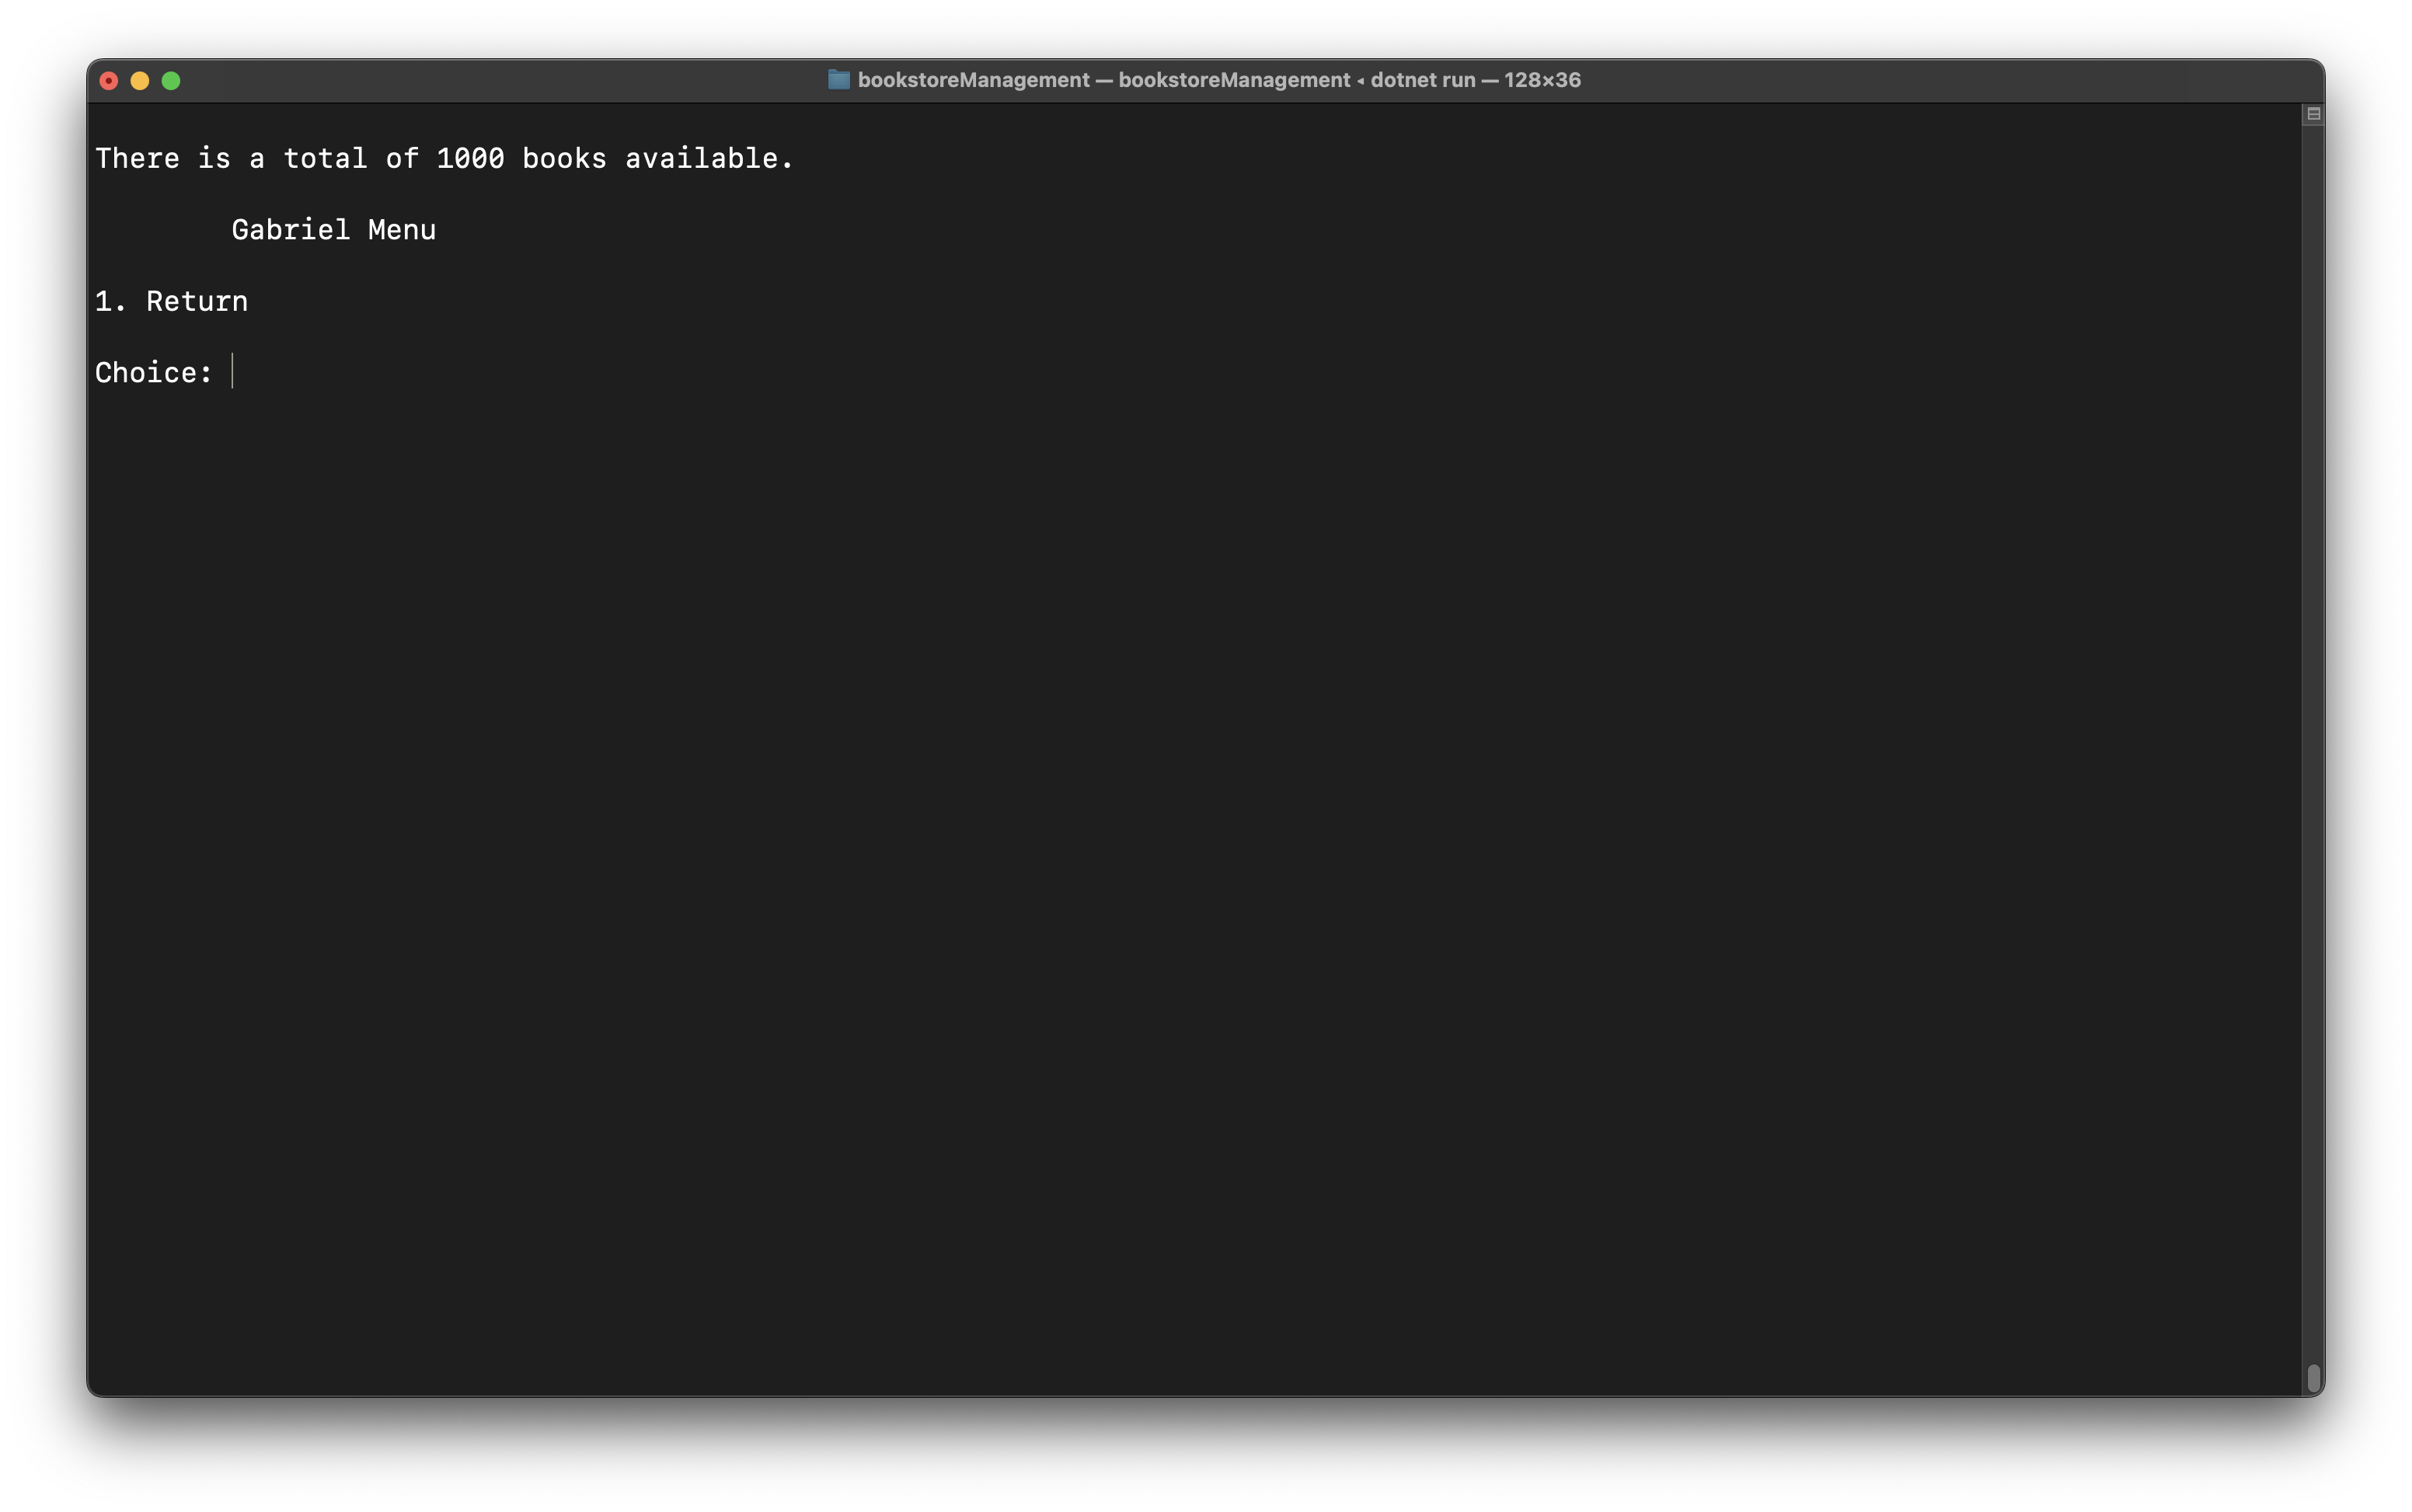 bookstoreManagement — bookstoreManagement ◂ dotnet run — 128×36
There is a total of 1000 books available.
Gabriel Menu
1. Return
Choice: